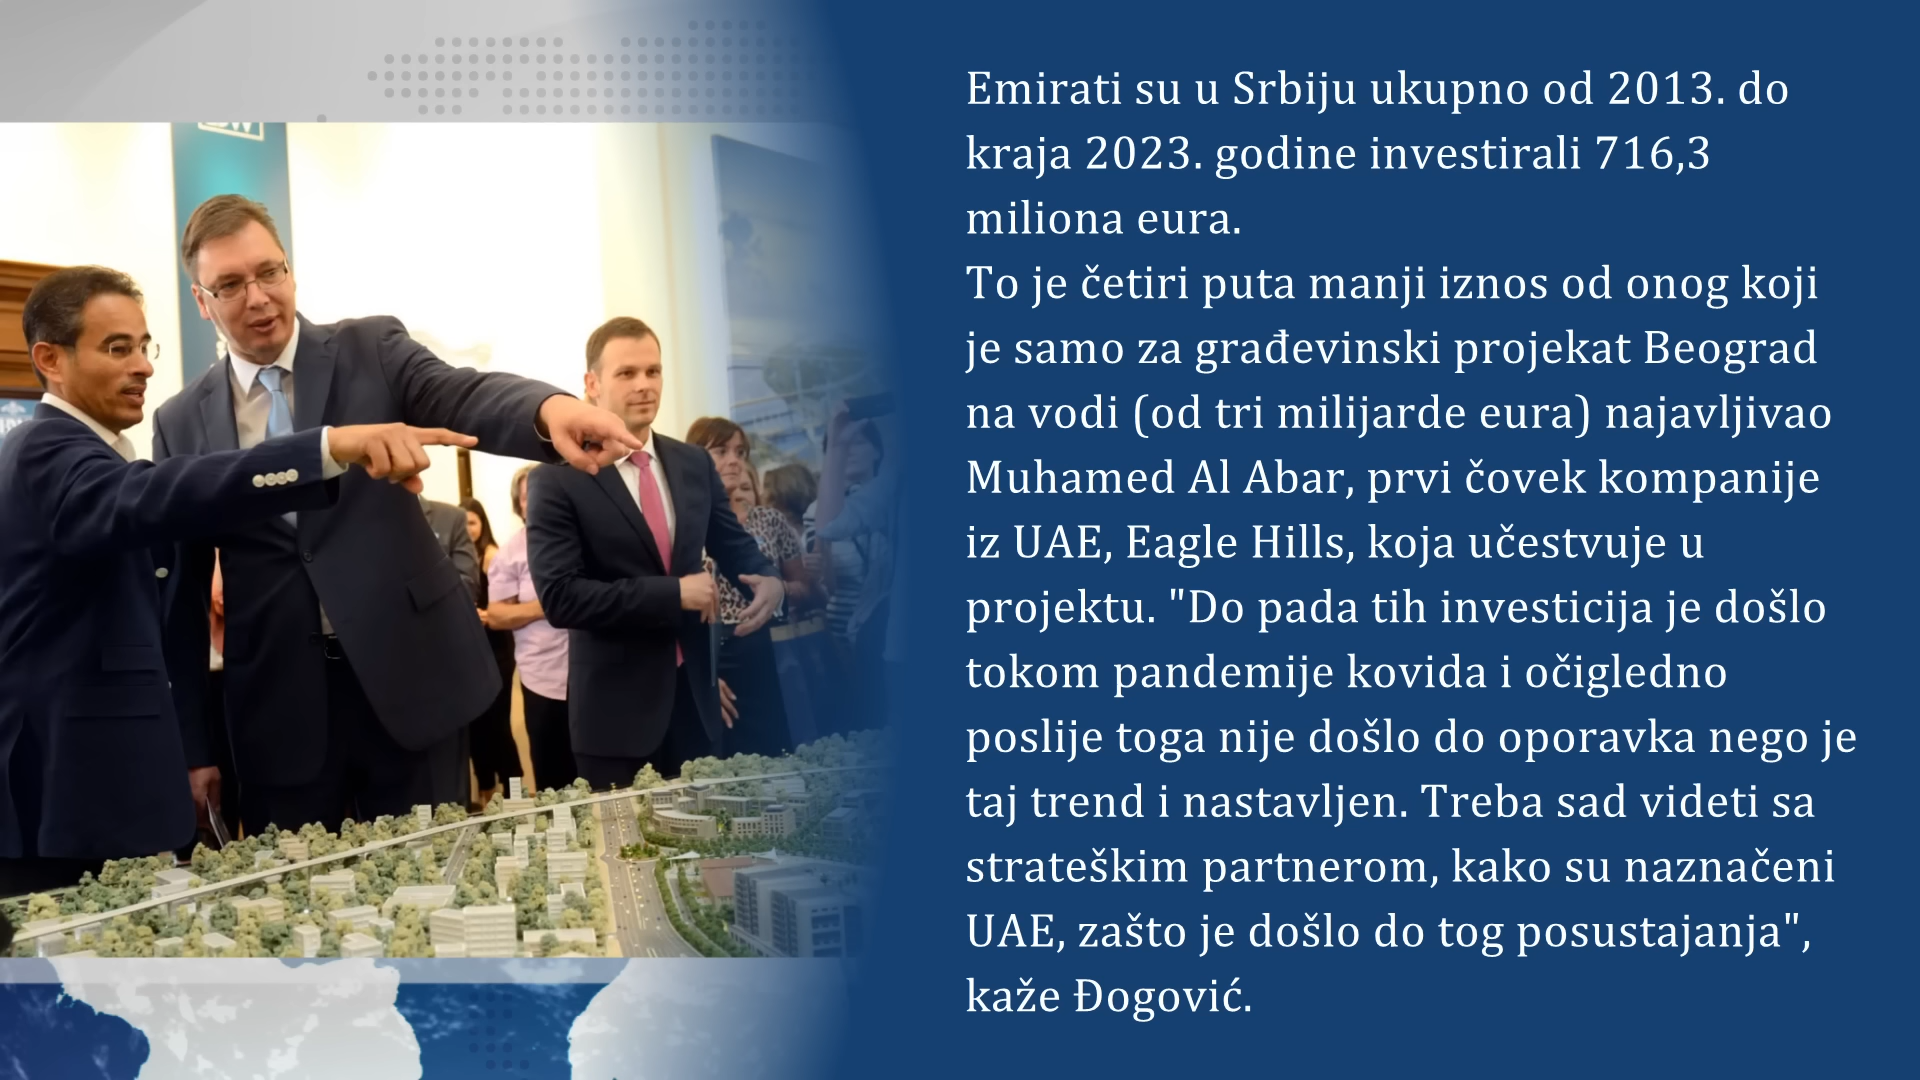 Emirati su u Srbiju ukupno od 2013. do
kraja 2023. godine investirali 716,3
miliona eura.
To je četiri puta manji iznos od onog koji
je samo za građevinski projekat Beograd
na vodi (od tri milijarde eura) najavljivao
Muhamed Al Abar, prvi čovek kompanije
iz UAE, Eagle Hills, koja učestvuje u
projektu. "Do pada tih investicija je došlo
tokom pandemije kovida i očigledno
poslije toga nije došlo do oporavka nego je
taj trend i nastavljen. Treba sad videti sa
strateškim partnerom, kako su naznačeni
UAE, zašto je došlo do tog posustajanja",
kaže Đogović.